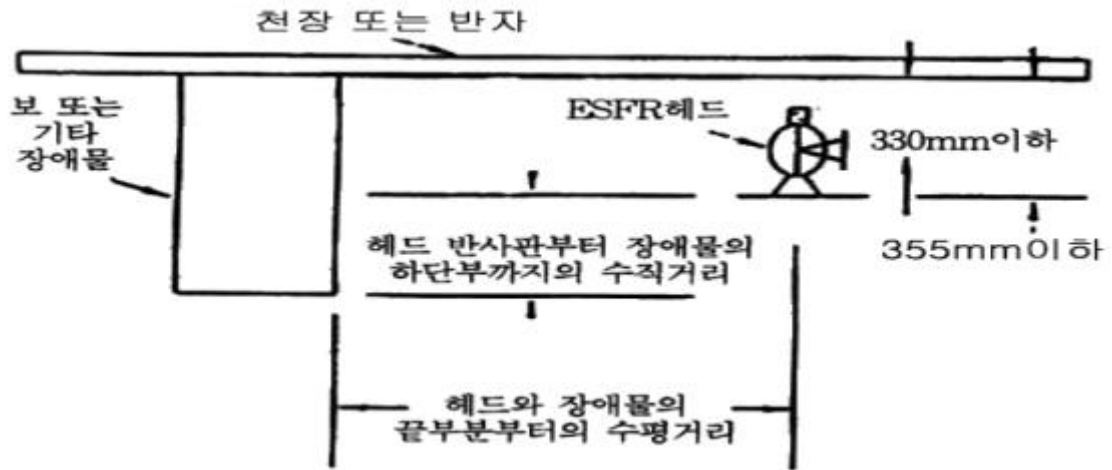 천장 또는 반자
보 또는
기타
장애물
ESFR헤드
330mm이하
355mm이하
헤드 반사판부터 장애물의
하단부까지의 수직거리
헤드와 장애물의
끝부분부터의 수평거리